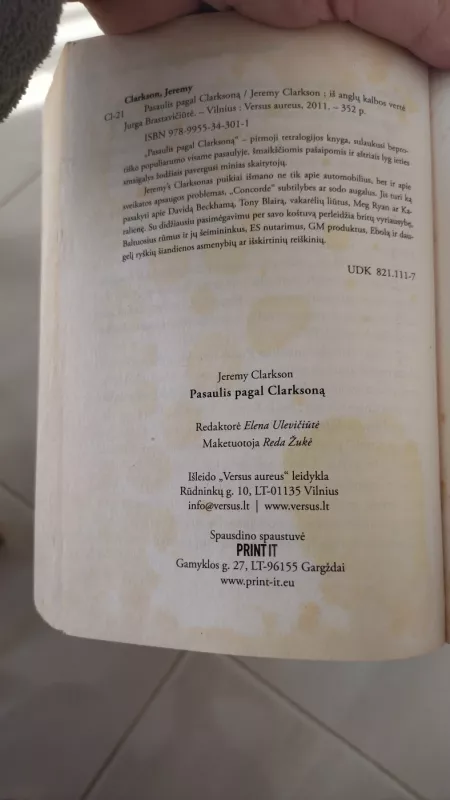 Clarkson, Jeremy
Cl-21 Pasaulis pagal Clarksoną / Jeremy Clarkson ; iš anglų kalbos vertė
Jurga Brastavičiūtė. – Vilnius : Versus aureus, 2011. – 352 p.
ISBN 978-9955-34-301-1
„Pasaulis pagal Clarksoną“ – pirmoji tetralogijos knyga, sulaukusi bepro-
tiško populiarumo visame pasaulyje. Šmaikščiomis pašaipomis ir aštriais lyg ieties
smaigalys žodžiais pavergusi minias skaitytojų.
Jeremy's Clarksonas puikiai išmano ne tik apie automobilius, bet ir apie
sveikatos apsaugos problemas, „Concorde“ subrilybes ar sodo augalus. Jis turi ką
pasakyti apie Davidą Beckhamą, Tony Blairą, vakarėlių liūtus, Meg Ryan ar Ka-
ralienę. Su didžiausiu pasimėgavimu per savo koštuvą perleidžia britų vyriausybę,
Baltuosius rūmus ir jų šeimininkus, ES nutarimus, GM produktus, Ebolą ir dau-
gelį ryškių šiandienos asmenybių ar išskirtinių reiškinių.
UDK 821.111-7
Jeremy Clarkson
Pasaulis pagal Clarksoną
Redaktorė Elena Ulevičiūtė
Maketuotoja Reda Žukė
Išleido „Versus aureus“ leidykla
Rūdninkų g. 10, LT-01135 Vilnius
info@versus.lt | www.versus.lt
Spausdino spaustuvė
PRINT IT
Gamyklos g. 27, LT-96155 Gargždai
www.print-it.eu